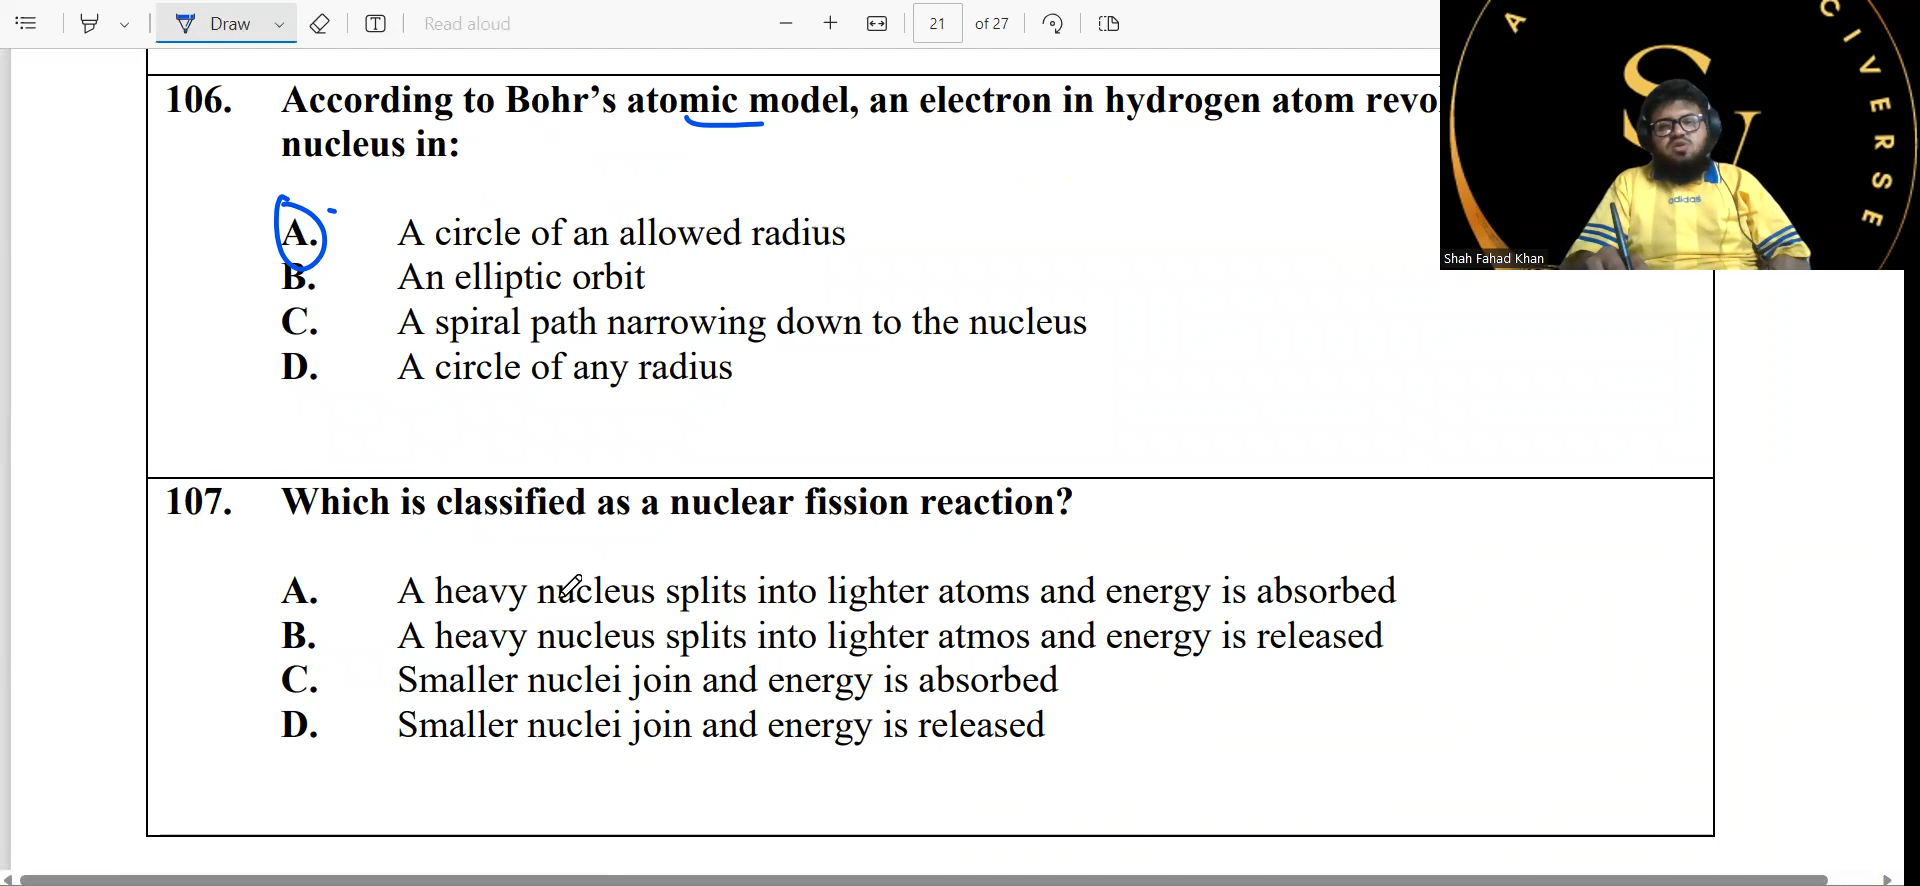 Draw
Read aloud
21
of 27
106. According to Bohr's atomic model, an electron in hydrogen atom revo
nucleus in:
A. A circle of an allowed radius
B. An elliptic orbit
C. A spiral path narrowing down to the nucleus
D. A circle of any radius
107. Which is classified as a nuclear fission reaction?
A. A heavy nucleus splits into lighter atoms and energy is absorbed
B. A heavy nucleus splits into lighter atmos and energy is released
C. Smaller nuclei join and energy is absorbed
D. Smaller nuclei join and energy is released
A
CIVERSE
SV
adidas
Shah Fahad Khan